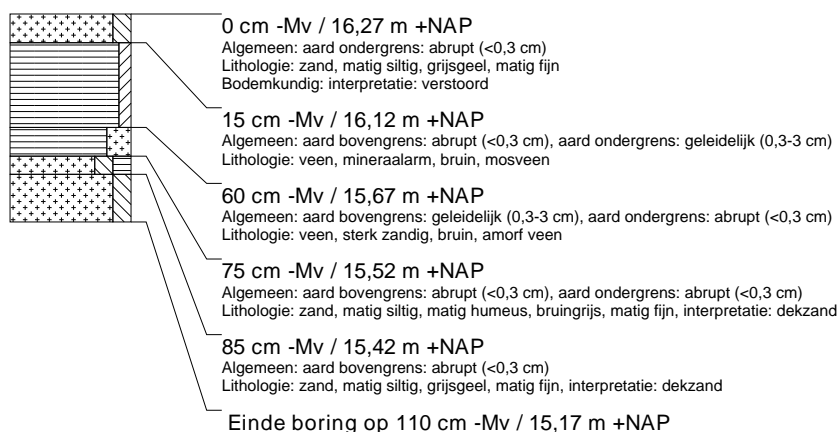 0 cm -Mv / 16,27 m +NAP
Algemeen: aard ondergrens: abrupt (<0,3 cm)
Lithologie: zand, matig siltig, grijsgeel, matig fijn
Bodemkundig: interpretatie: verstoord
15 cm -Mv / 16,12 m +NAP
Algemeen: aard bovengrens: abrupt (<0,3 cm), aard ondergrens: geleidelijk (0,3-3 cm)
Lithologie: veen, mineraalarm, bruin, mosveen
60 cm -Mv / 15,67 m +NAP
Algemeen: aard bovengrens: geleidelijk (0,3-3 cm), aard ondergrens: abrupt (<0,3 cm)
Lithologie: veen, sterk zandig, bruin, amorf veen
75 cm -Mv / 15,52 m +NAP
Algemeen: aard bovengrens: abrupt (<0,3 cm), aard ondergrens: abrupt (<0,3 cm)
Lithologie: zand, matig siltig, matig humeus, bruingrijs, matig fijn, interpretatie: dekzand
85 cm -Mv / 15,42 m +NAP
Algemeen: aard bovengrens: abrupt (<0,3 cm)
Lithologie: zand, matig siltig, grijsgeel, matig fijn, interpretatie: dekzand
Einde boring op 110 cm -Mv / 15,17 m +NAP